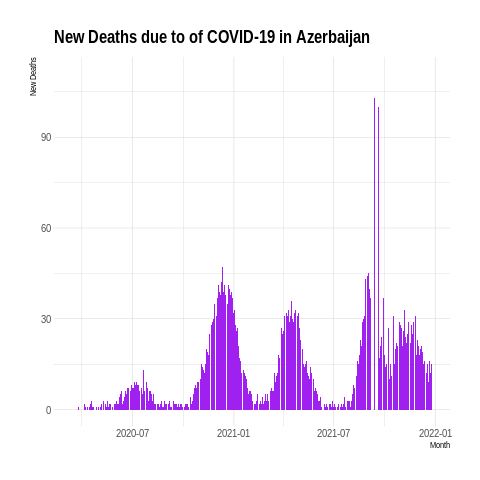 New Deaths due to of COVID-19 in Azerbaijan
New Deaths
90
60
30
0
2020-07 2021-01 2021-07 2022-01
Month